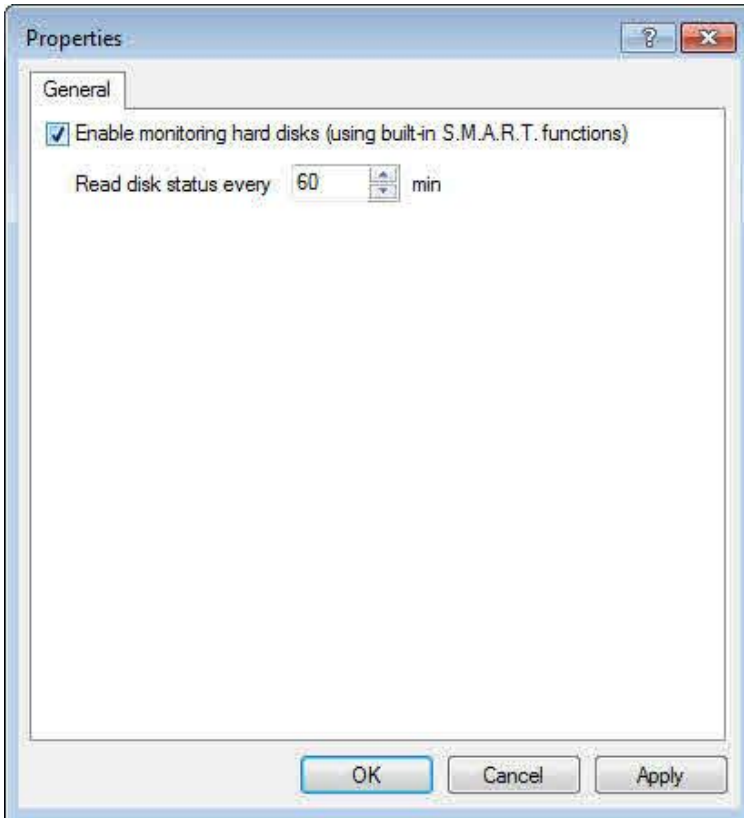 Properties
?
General
Enable monitoring hard disks (using built-in S.M.A.R.T. functions)
Read disk status every 60 min
OK Cancel Apply